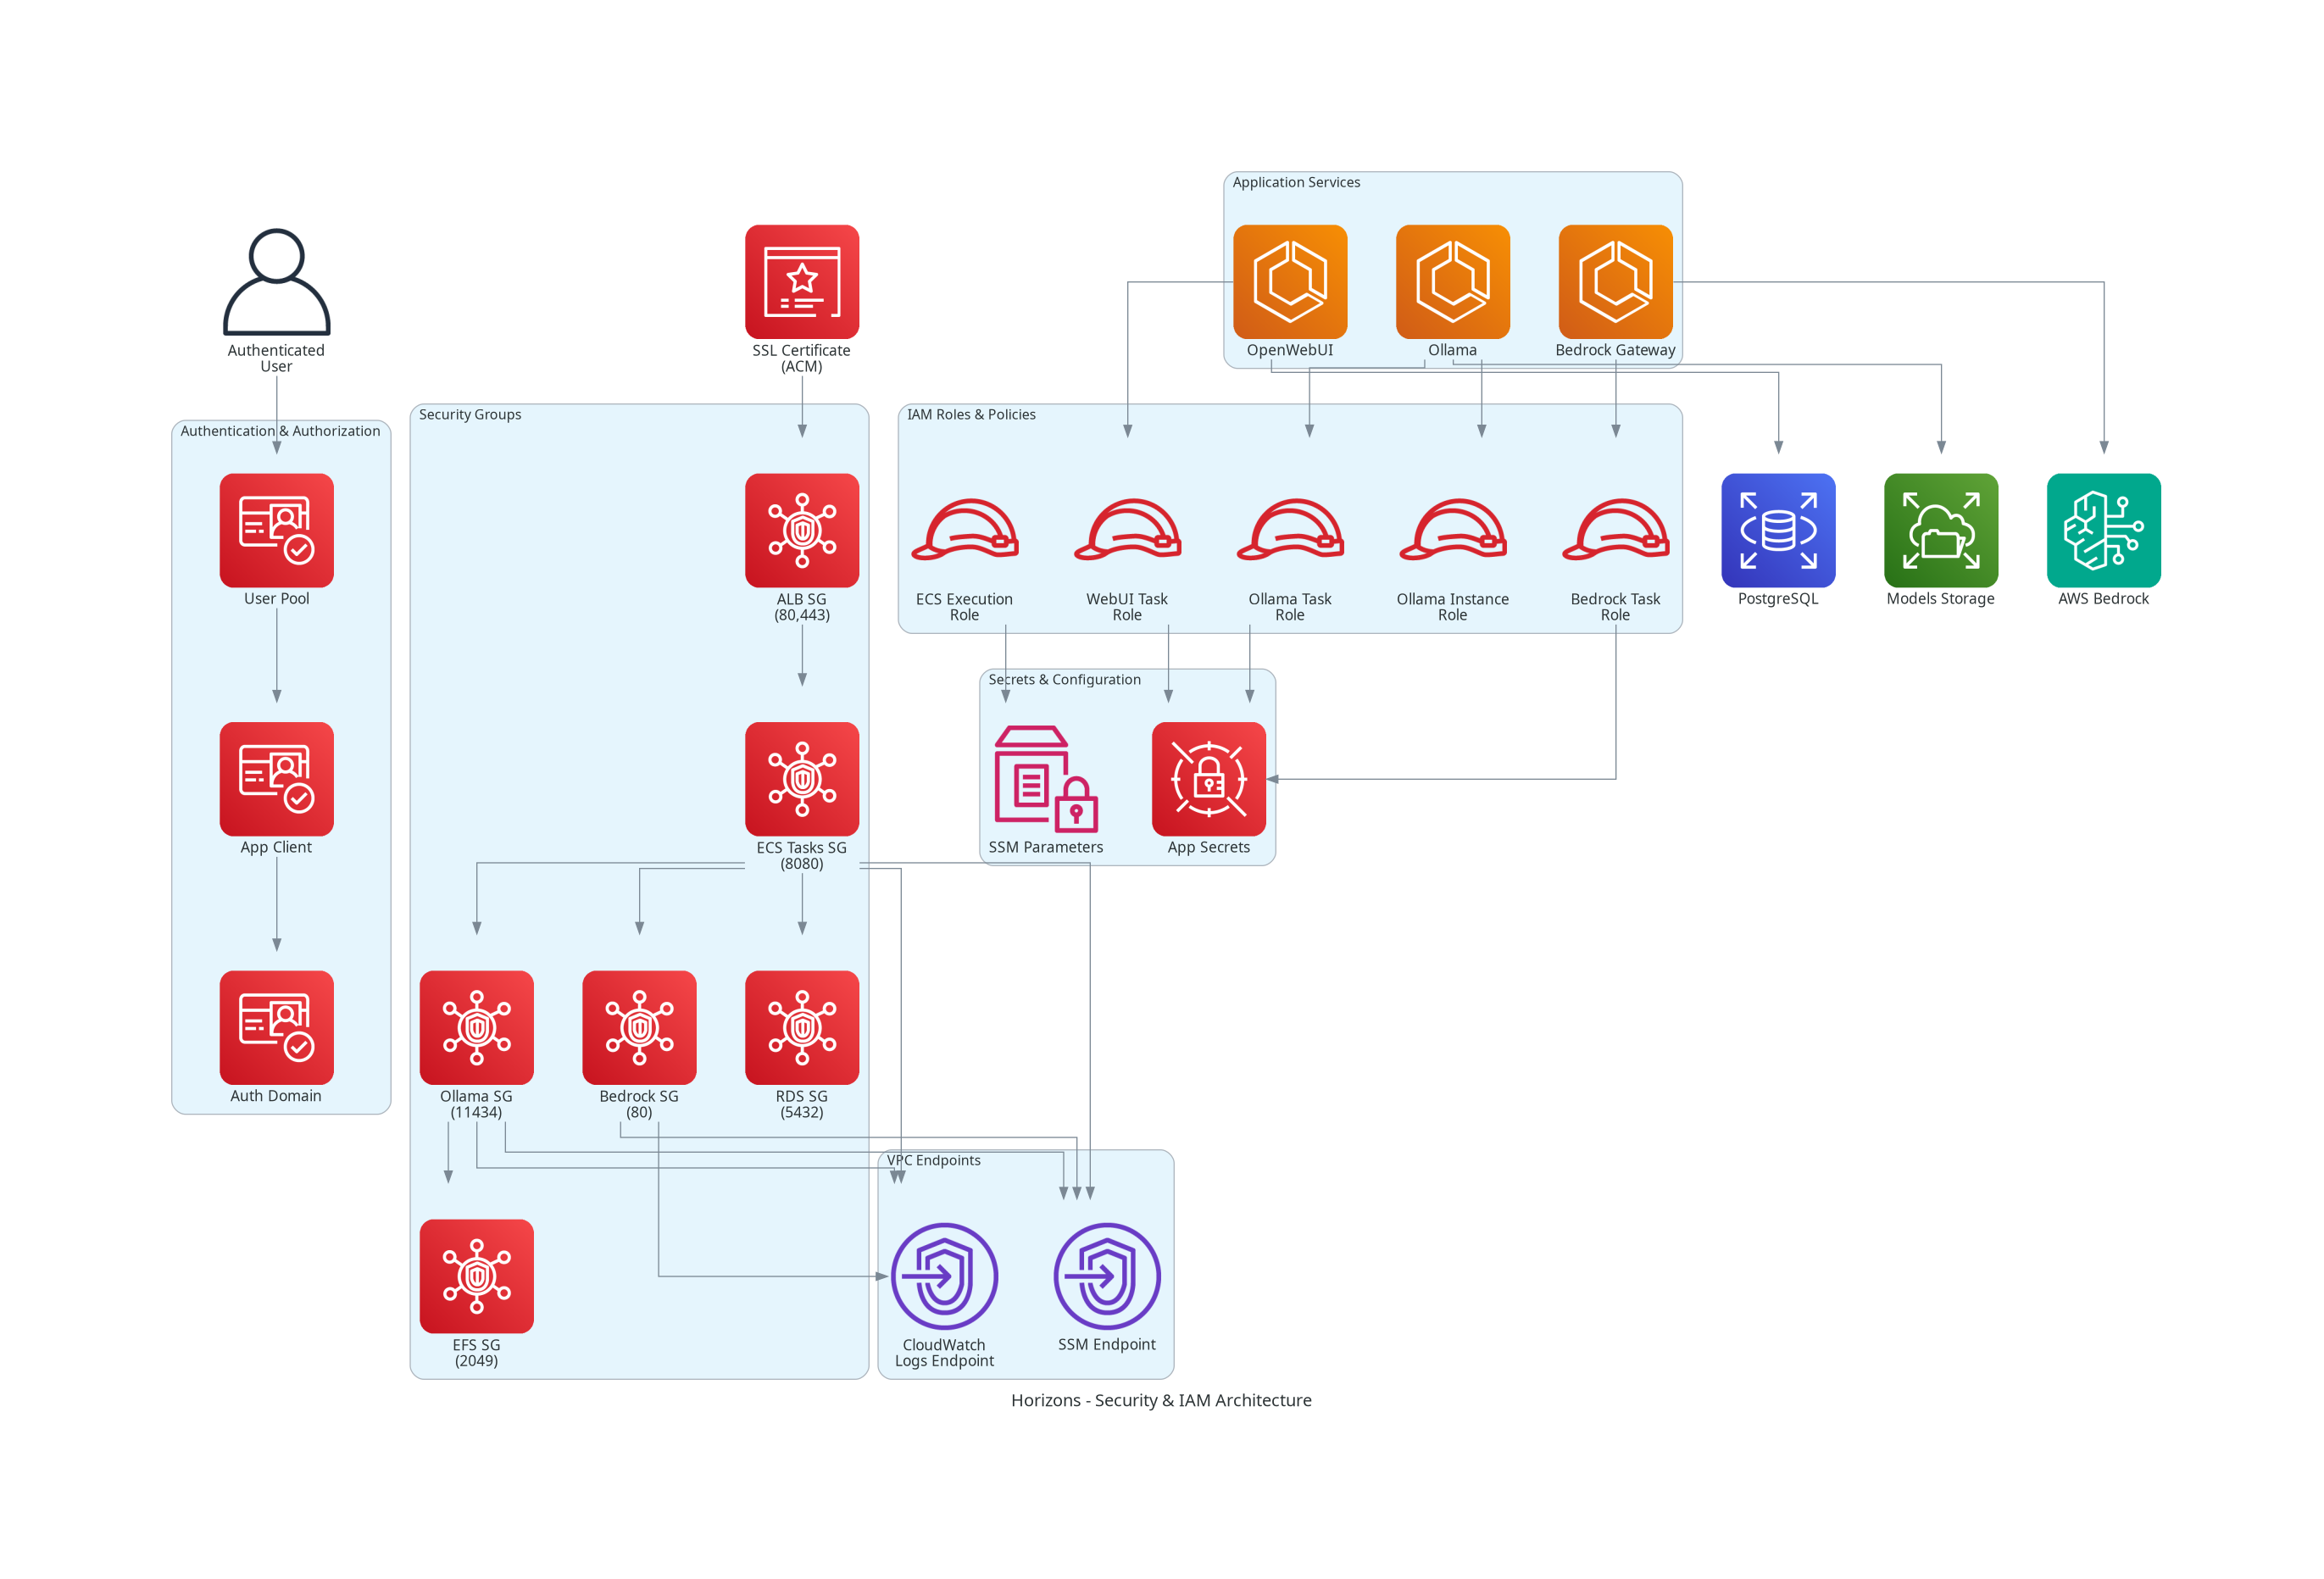 Application Services
OpenWebUI
Ollama
Bedrock Gateway
Authenticated
User
SSL Certificate
(ACM)
Authentication & Authorization
User Pool
App Client
Auth Domain
Security Groups
ALB SG
(80,443)
ECS Tasks SG
(8080)
Ollama SG
(11434)
Bedrock SG
(80)
RDS SG
(5432)
EFS SG
(2049)
IAM Roles & Policies
ECS Execution
Role
WebUI Task
Role
Ollama Task
Role
Ollama Instance
Role
Bedrock Task
Role
PostgreSQL
Models Storage
AWS Bedrock
Secrets & Configuration
SSM Parameters
App Secrets
VPC Endpoints
CloudWatch
Logs Endpoint
SSM Endpoint
Horizons - Security & IAM Architecture